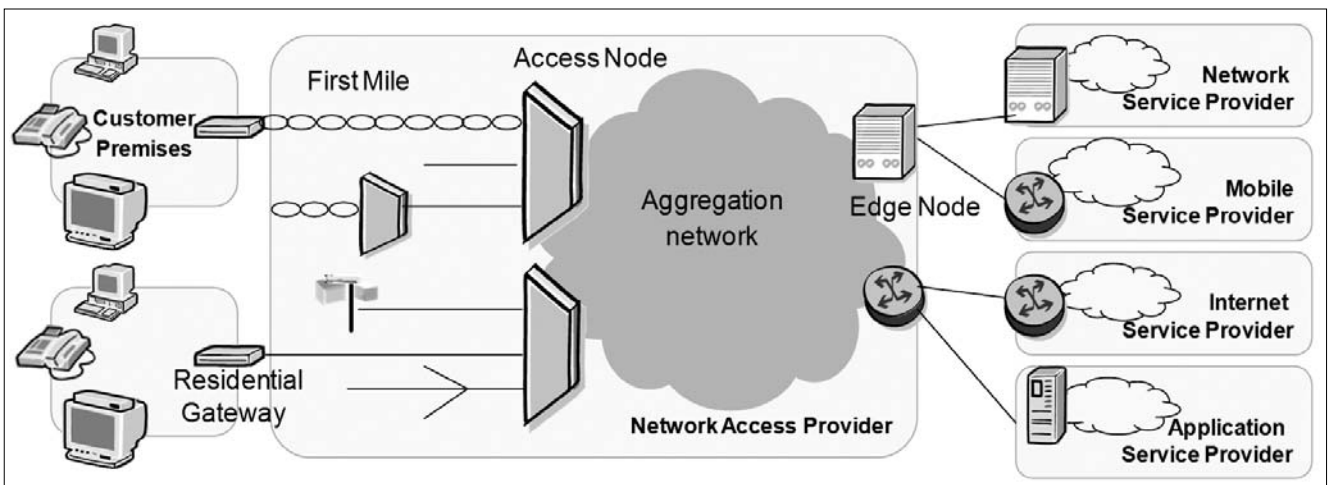 Customer
Premises
First Mile
Access Node
Aggregation
network
Edge Node
Residential
Gateway
Network Access Provider
Network
Service Provider
Mobile
Service Provider
Internet
Service Provider
Application
Service Provider